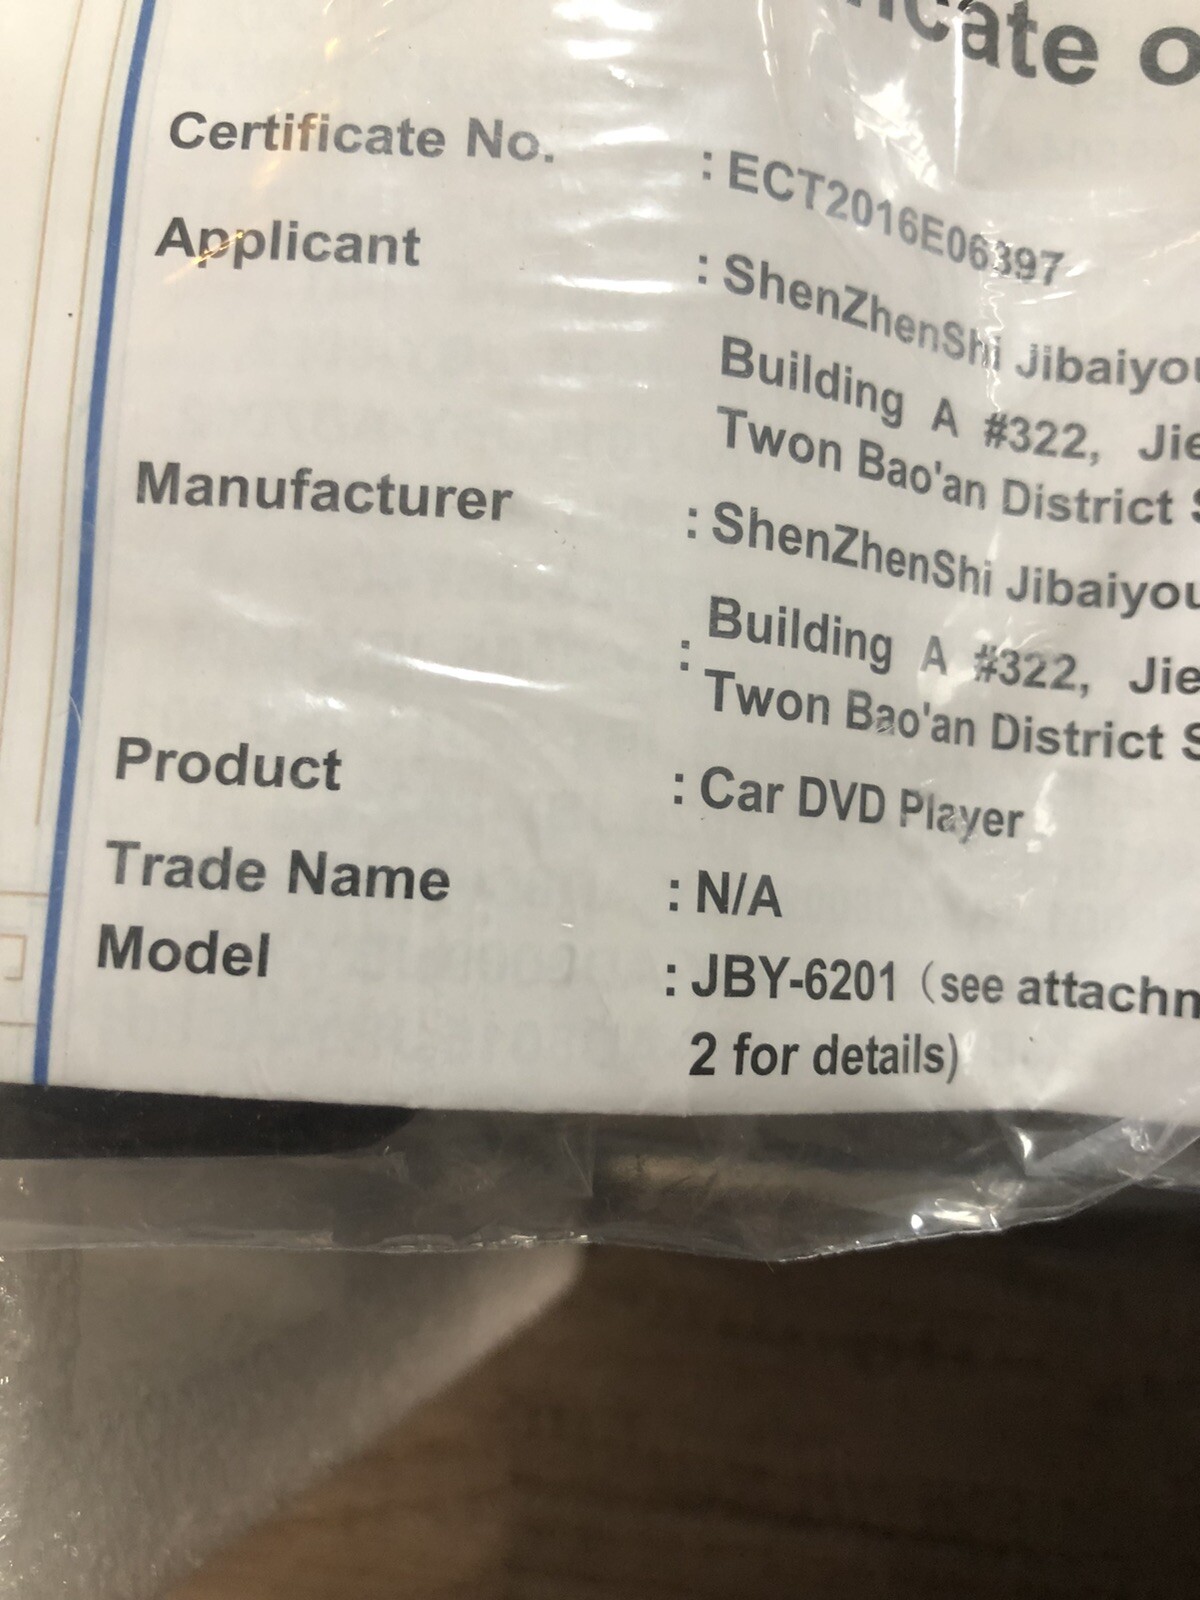 Certificate No. : ECT2016E06397
Applicant : ShenZhenShi Jibaiyou
Building A #322, Jie
Twon Bao'an District S
Manufacturer : ShenZhenShi Jibaiyou
: Building A #322, Jie
Twon Bao'an District S
Product : Car DVD Player
Trade Name : N/A
Model : JBY-6201 (see attachm
2 for details)